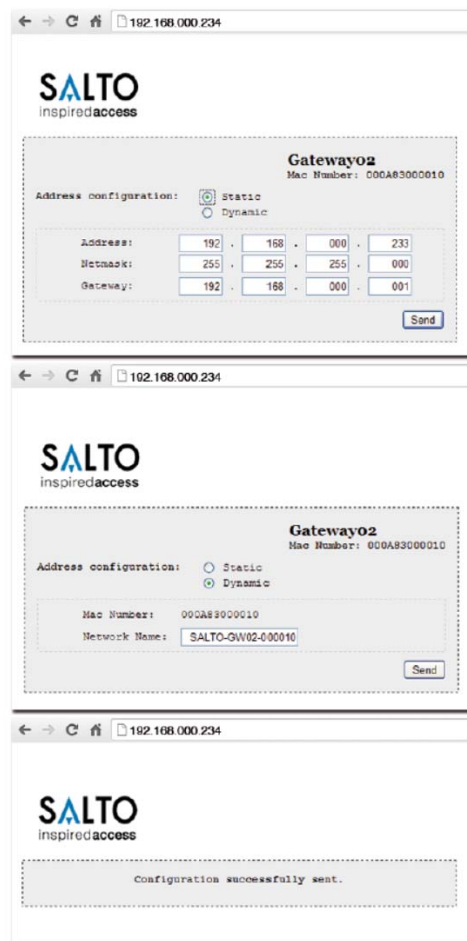 192.168.000.234
SALTO
inspiredaccess
Gateway02
Mac Number: 000A83000010
Address configuration: Static
Dynamic
Address: 192 . 168 . 000 . 233
Netmask: 255 . 255 . 255 . 000
Gateway: 192 . 168 . 000 . 001
Send
192.168.000.234
SALTO
inspiredaccess
Gateway02
Mac Number: 000A83000010
Address configuration: Static
Dynamic
Mac Number: 000A83000010
Network Name: SALTO-GW02-000010
Send
192.168.000.234
SALTO
inspiredaccess
Configuration successfully sent.